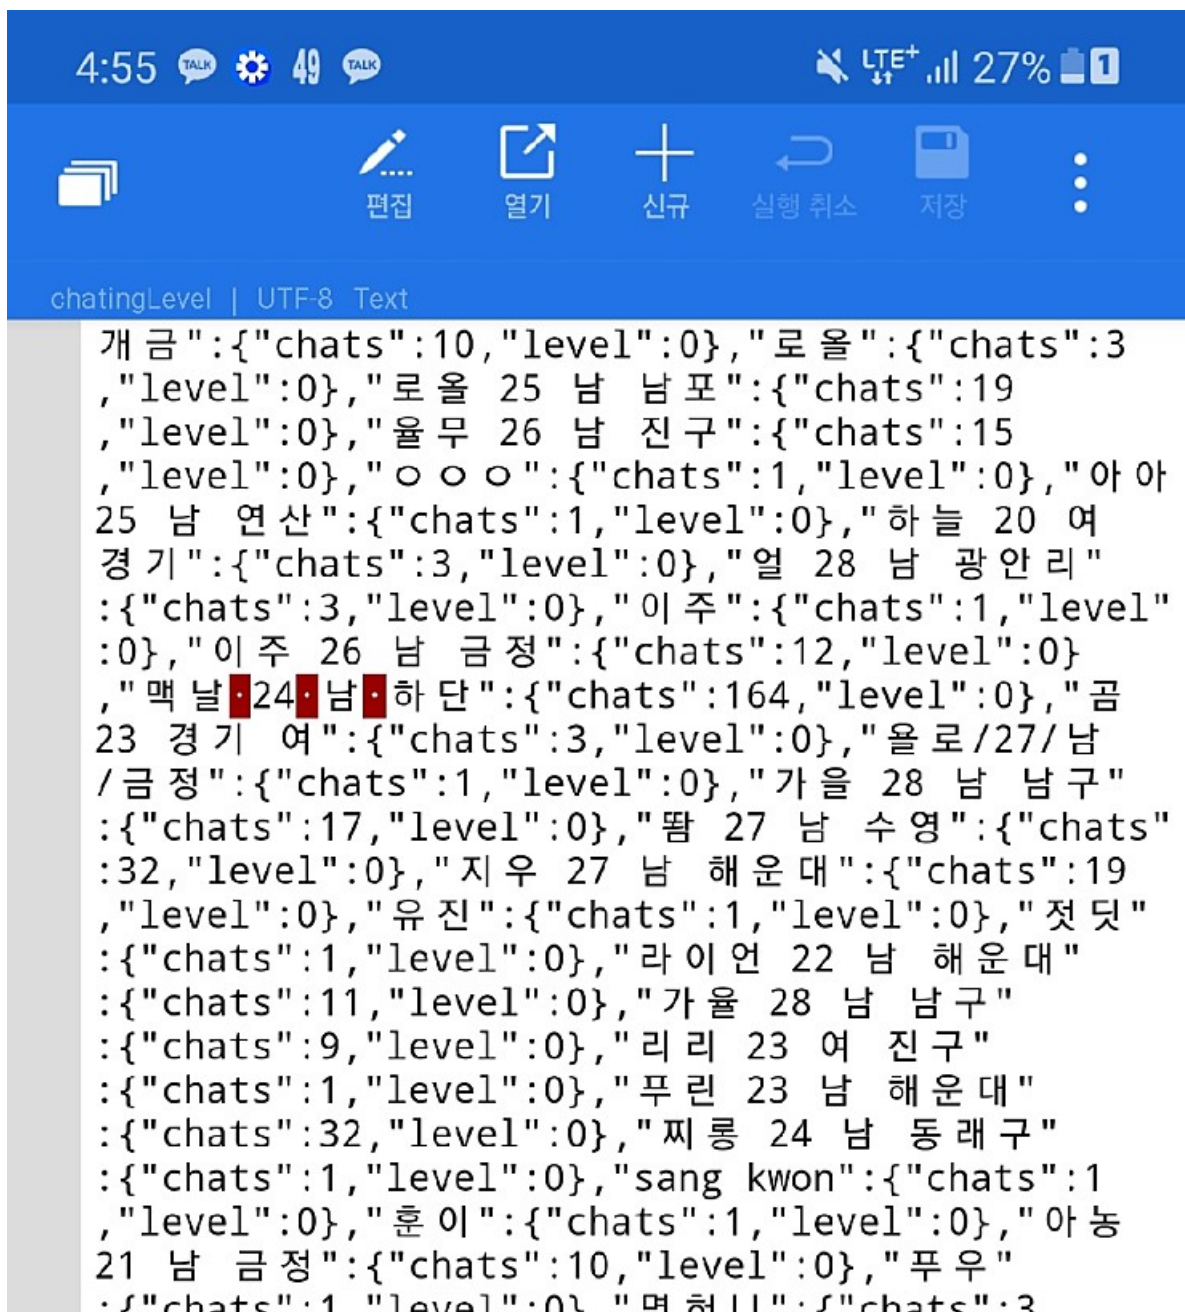 4:55 TALK 49 TALK LTE+ 27% 1
편집 열기 신규 실행 취소 저장
chatingLevel | UTF-8 Text
개금":{"chats":10,"level":0},"로올":{"chats":3
,"level":0},"로올 25 남 남포":{"chats":19
,"level":0},"율무 26 남 진구":{"chats":15
,"level":0},"ㅇㅇㅇ":{"chats":1,"level":0},"아아
25 남 연산":{"chats":1,"level":0},"하늘 20 여
경기":{"chats":3,"level":0},"얼 28 남 광안리"
:{"chats":3,"level":0},"이주":{"chats":1,"level"
:0},"이주 26 남 금정":{"chats":12,"level":0}
,"맥날·24·남·하단":{"chats":164,"level":0},"곰
23 경기 여":{"chats":3,"level":0},"욜로/27/남
/금정":{"chats":1,"level":0},"가을 28 남 남구"
:{"chats":17,"level":0},"똼 27 남 수영":{"chats"
:32,"level":0},"지우 27 남 해운대":{"chats":19
,"level":0},"유진":{"chats":1,"level":0},"젓딧"
:{"chats":1,"level":0},"라이언 22 남 해운대"
:{"chats":11,"level":0},"가율 28 남 남구"
:{"chats":9,"level":0},"리리 23 여 진구"
:{"chats":1,"level":0},"푸린 23 남 해운대"
:{"chats":32,"level":0},"찌롱 24 남 동래구"
:{"chats":1,"level":0},"sang kwon":{"chats":1
,"level":0},"훈이":{"chats":1,"level":0},"아농
21 남 금정":{"chats":10,"level":0},"푸우"
:{"chats":1,"level":0},"":{"chats":3